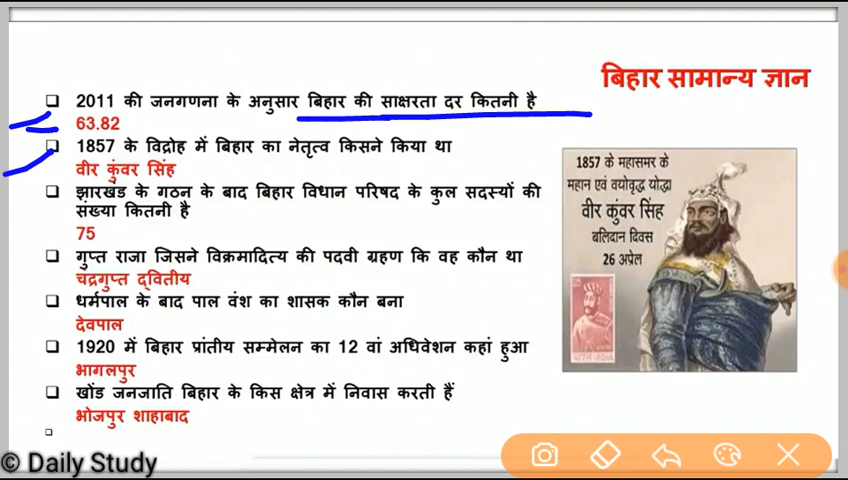 बिहार सामान्य ज्ञान
2011 की जनगणना के अनुसार बिहार की साक्षरता दर कितनी है
63.82
1857 के विद्रोह में बिहार का नेतृत्व किसने किया था
वीर कुंवर सिंह
झारखंड के गठन के बाद बिहार विधान परिषद के कुल सदस्यों की
संख्या कितनी है
75
गुप्त राजा जिसने विक्रमादित्य की पदवी ग्रहण कि वह कौन था
चद्रगुप्त द्वितीय
धर्मपाल के बाद पाल वंश का शासक कौन बना
देवपाल
1920 में बिहार प्रांतीय सम्मेलन का 12 वां अधिवेशन कहां हुआ
भागलपुर
खोंड जनजाति बिहार के किस क्षेत्र में निवास करती हैं
भोजपुर शाहाबाद
1857 के महासमर के
महान एवं वयोवृद्ध योद्धा
वीर कुंवर सिंह
बलिदान दिवस
26 अप्रेल
© Daily Study